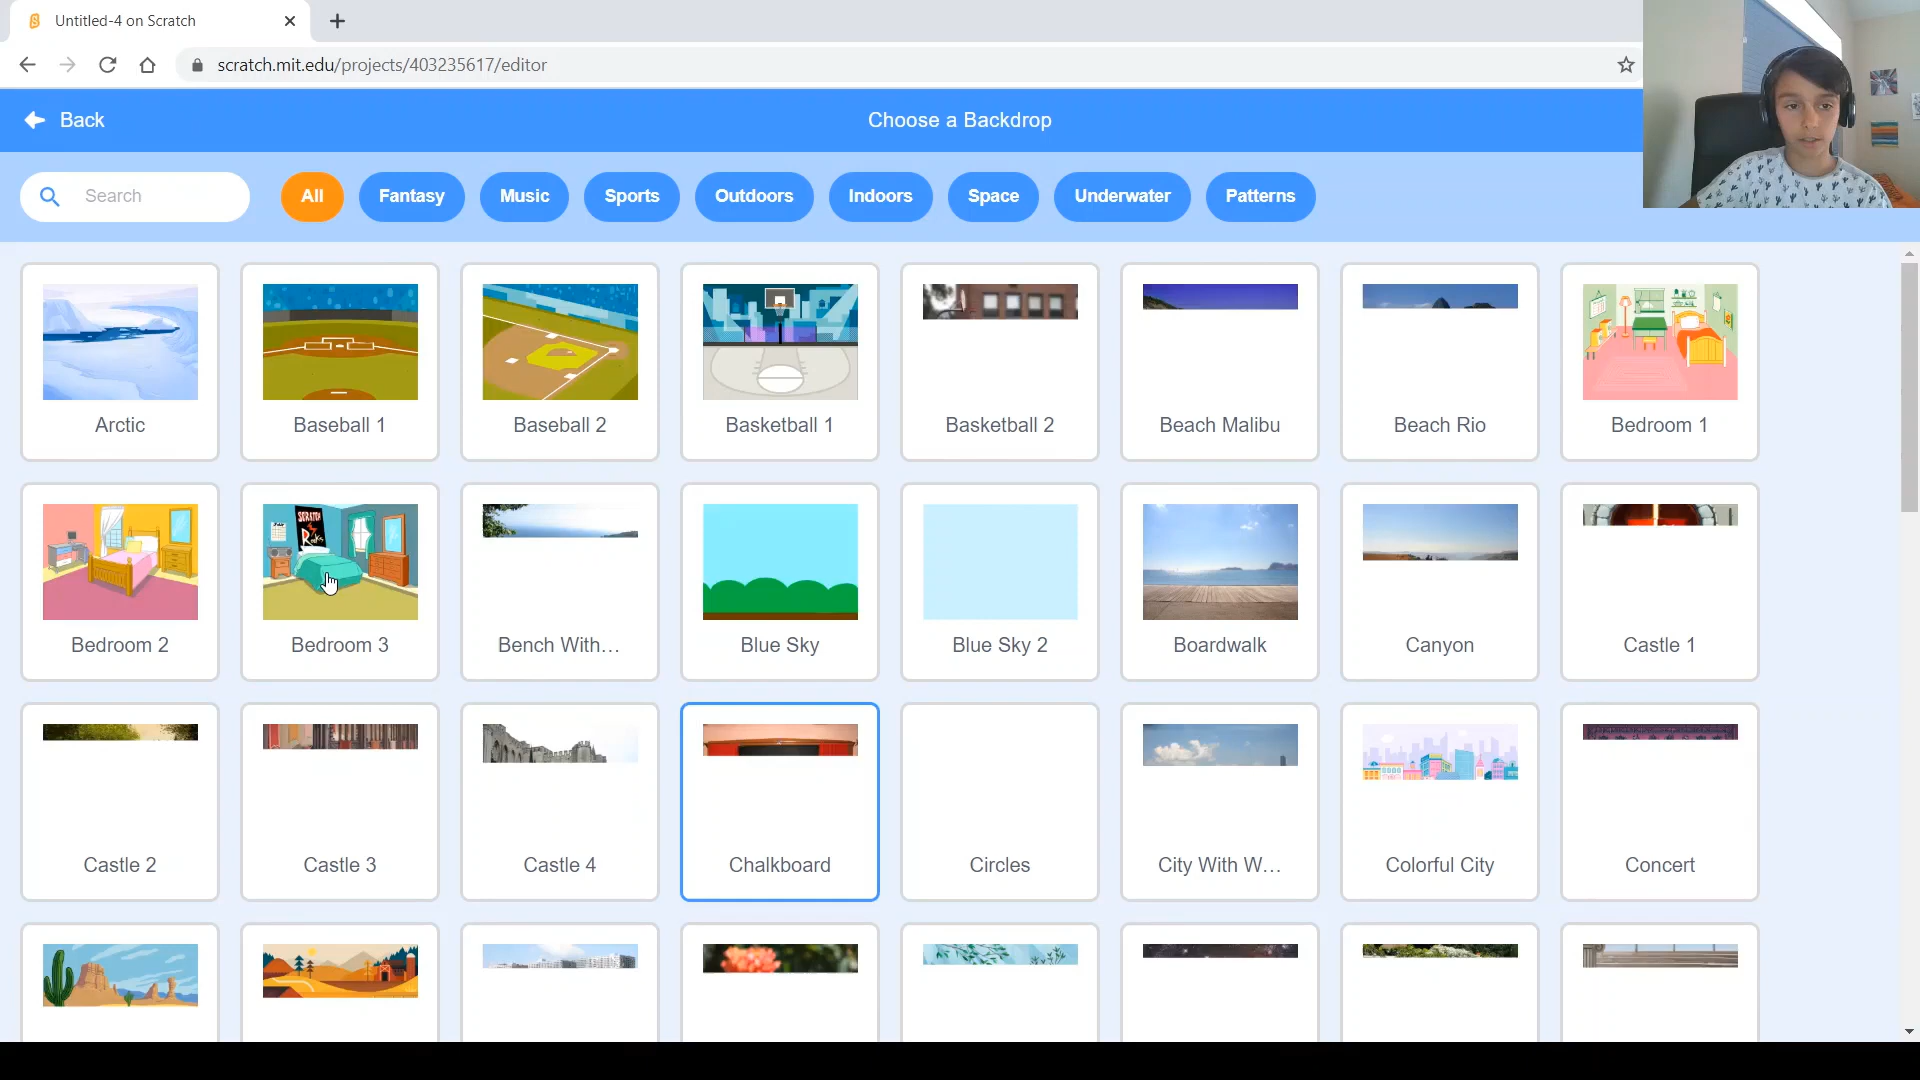 Untitled-4 on Scratch
scratch.mit.edu/projects/403235617/editor
Back
Choose a Backdrop
Search
All
Fantasy
Music
Sports
Outdoors
Indoors
Space
Underwater
Patterns
Arctic
Baseball 1
Baseball 2
Basketball 1
Basketball 2
Beach Malibu
Beach Rio
Bedroom 1
SCRATCH
Rocks
Bedroom 2
Bedroom 3
Bench With...
Blue Sky
Blue Sky 2
Boardwalk
Canyon
Castle 1
Castle 2
Castle 3
Castle 4
Chalkboard
Circles
City With W...
Colorful City
Concert